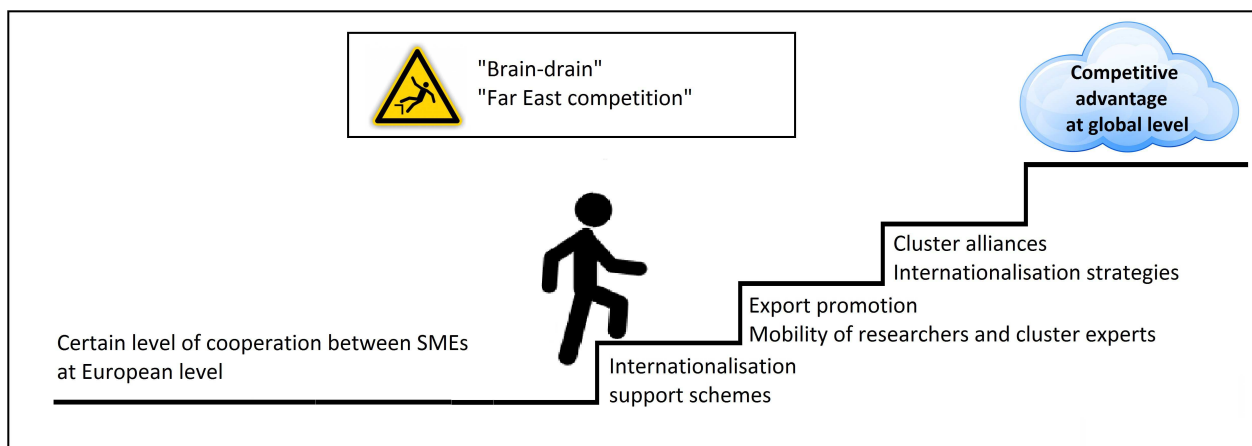 "Brain-drain"
"Far East competition"
Competitive
advantage
at global level
Cluster alliances
Internationalisation strategies
Export promotion
Mobility of researchers and cluster experts
Certain level of cooperation between SMEs
at European level
Internationalisation
support schemes